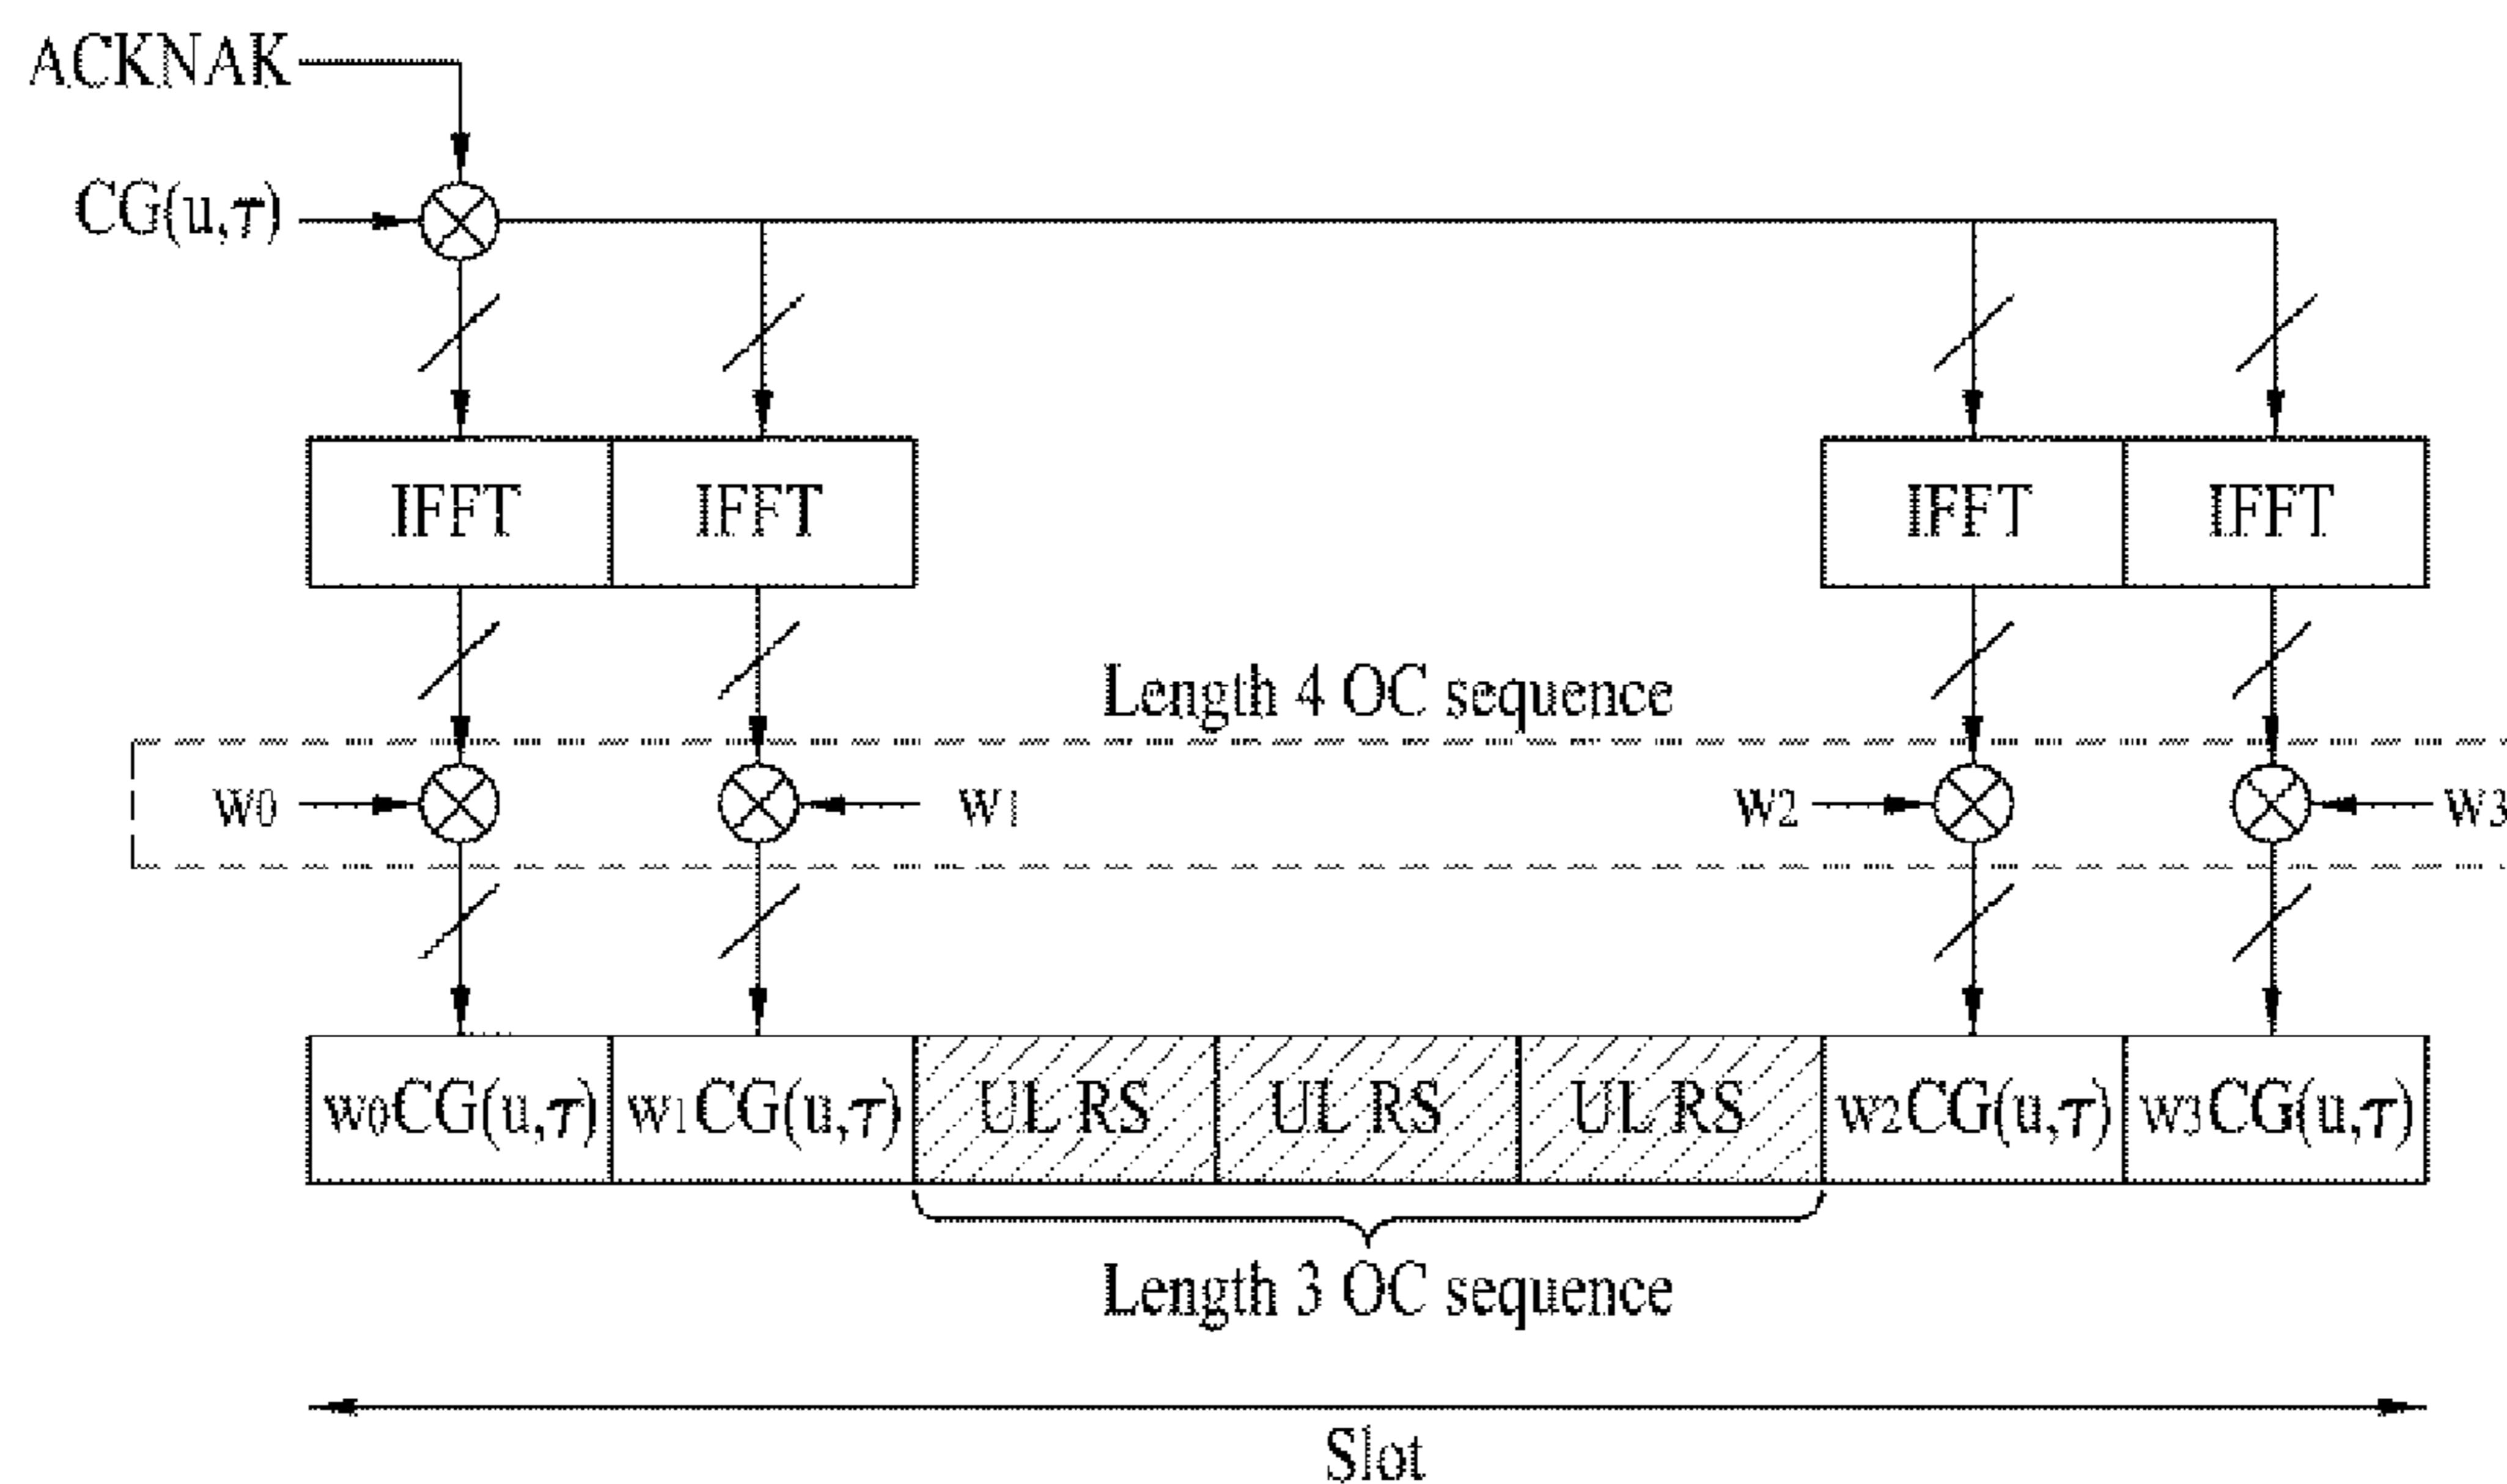 ACKNAK
CG(u,τ)
IFFT IFFT IFFT IFFT
Length 4 OC sequence
w0 w1 w2 w3
w0CG(u,τ) w1CG(u,τ) UL RS UL RS UL RS w2CG(u,τ) w3CG(u,τ)
Length 3 OC sequence
Slot